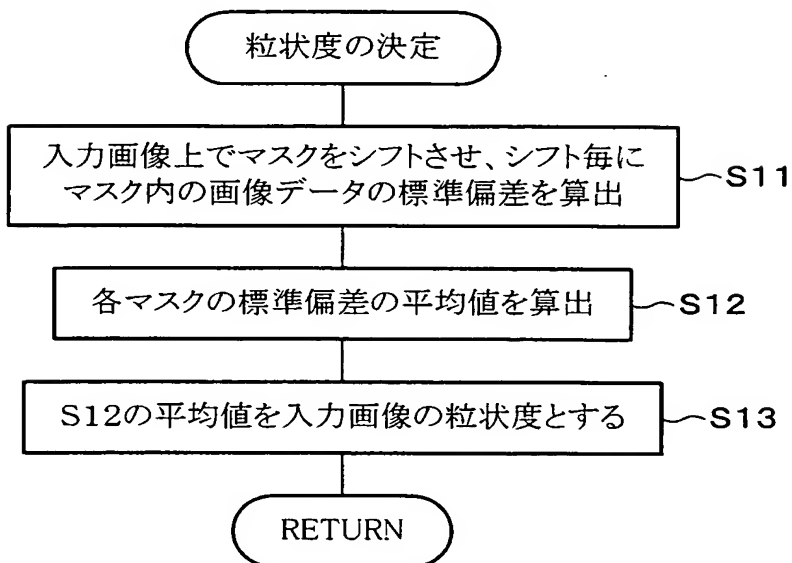 粒状度の決定
入力画像上でマスクをシフトさせ、シフト毎に
マスク内の画像データの標準偏差を算出
S11
各マスクの標準偏差の平均値を算出
S12
S12の平均値を入力画像の粒状度とする
S13
RETURN